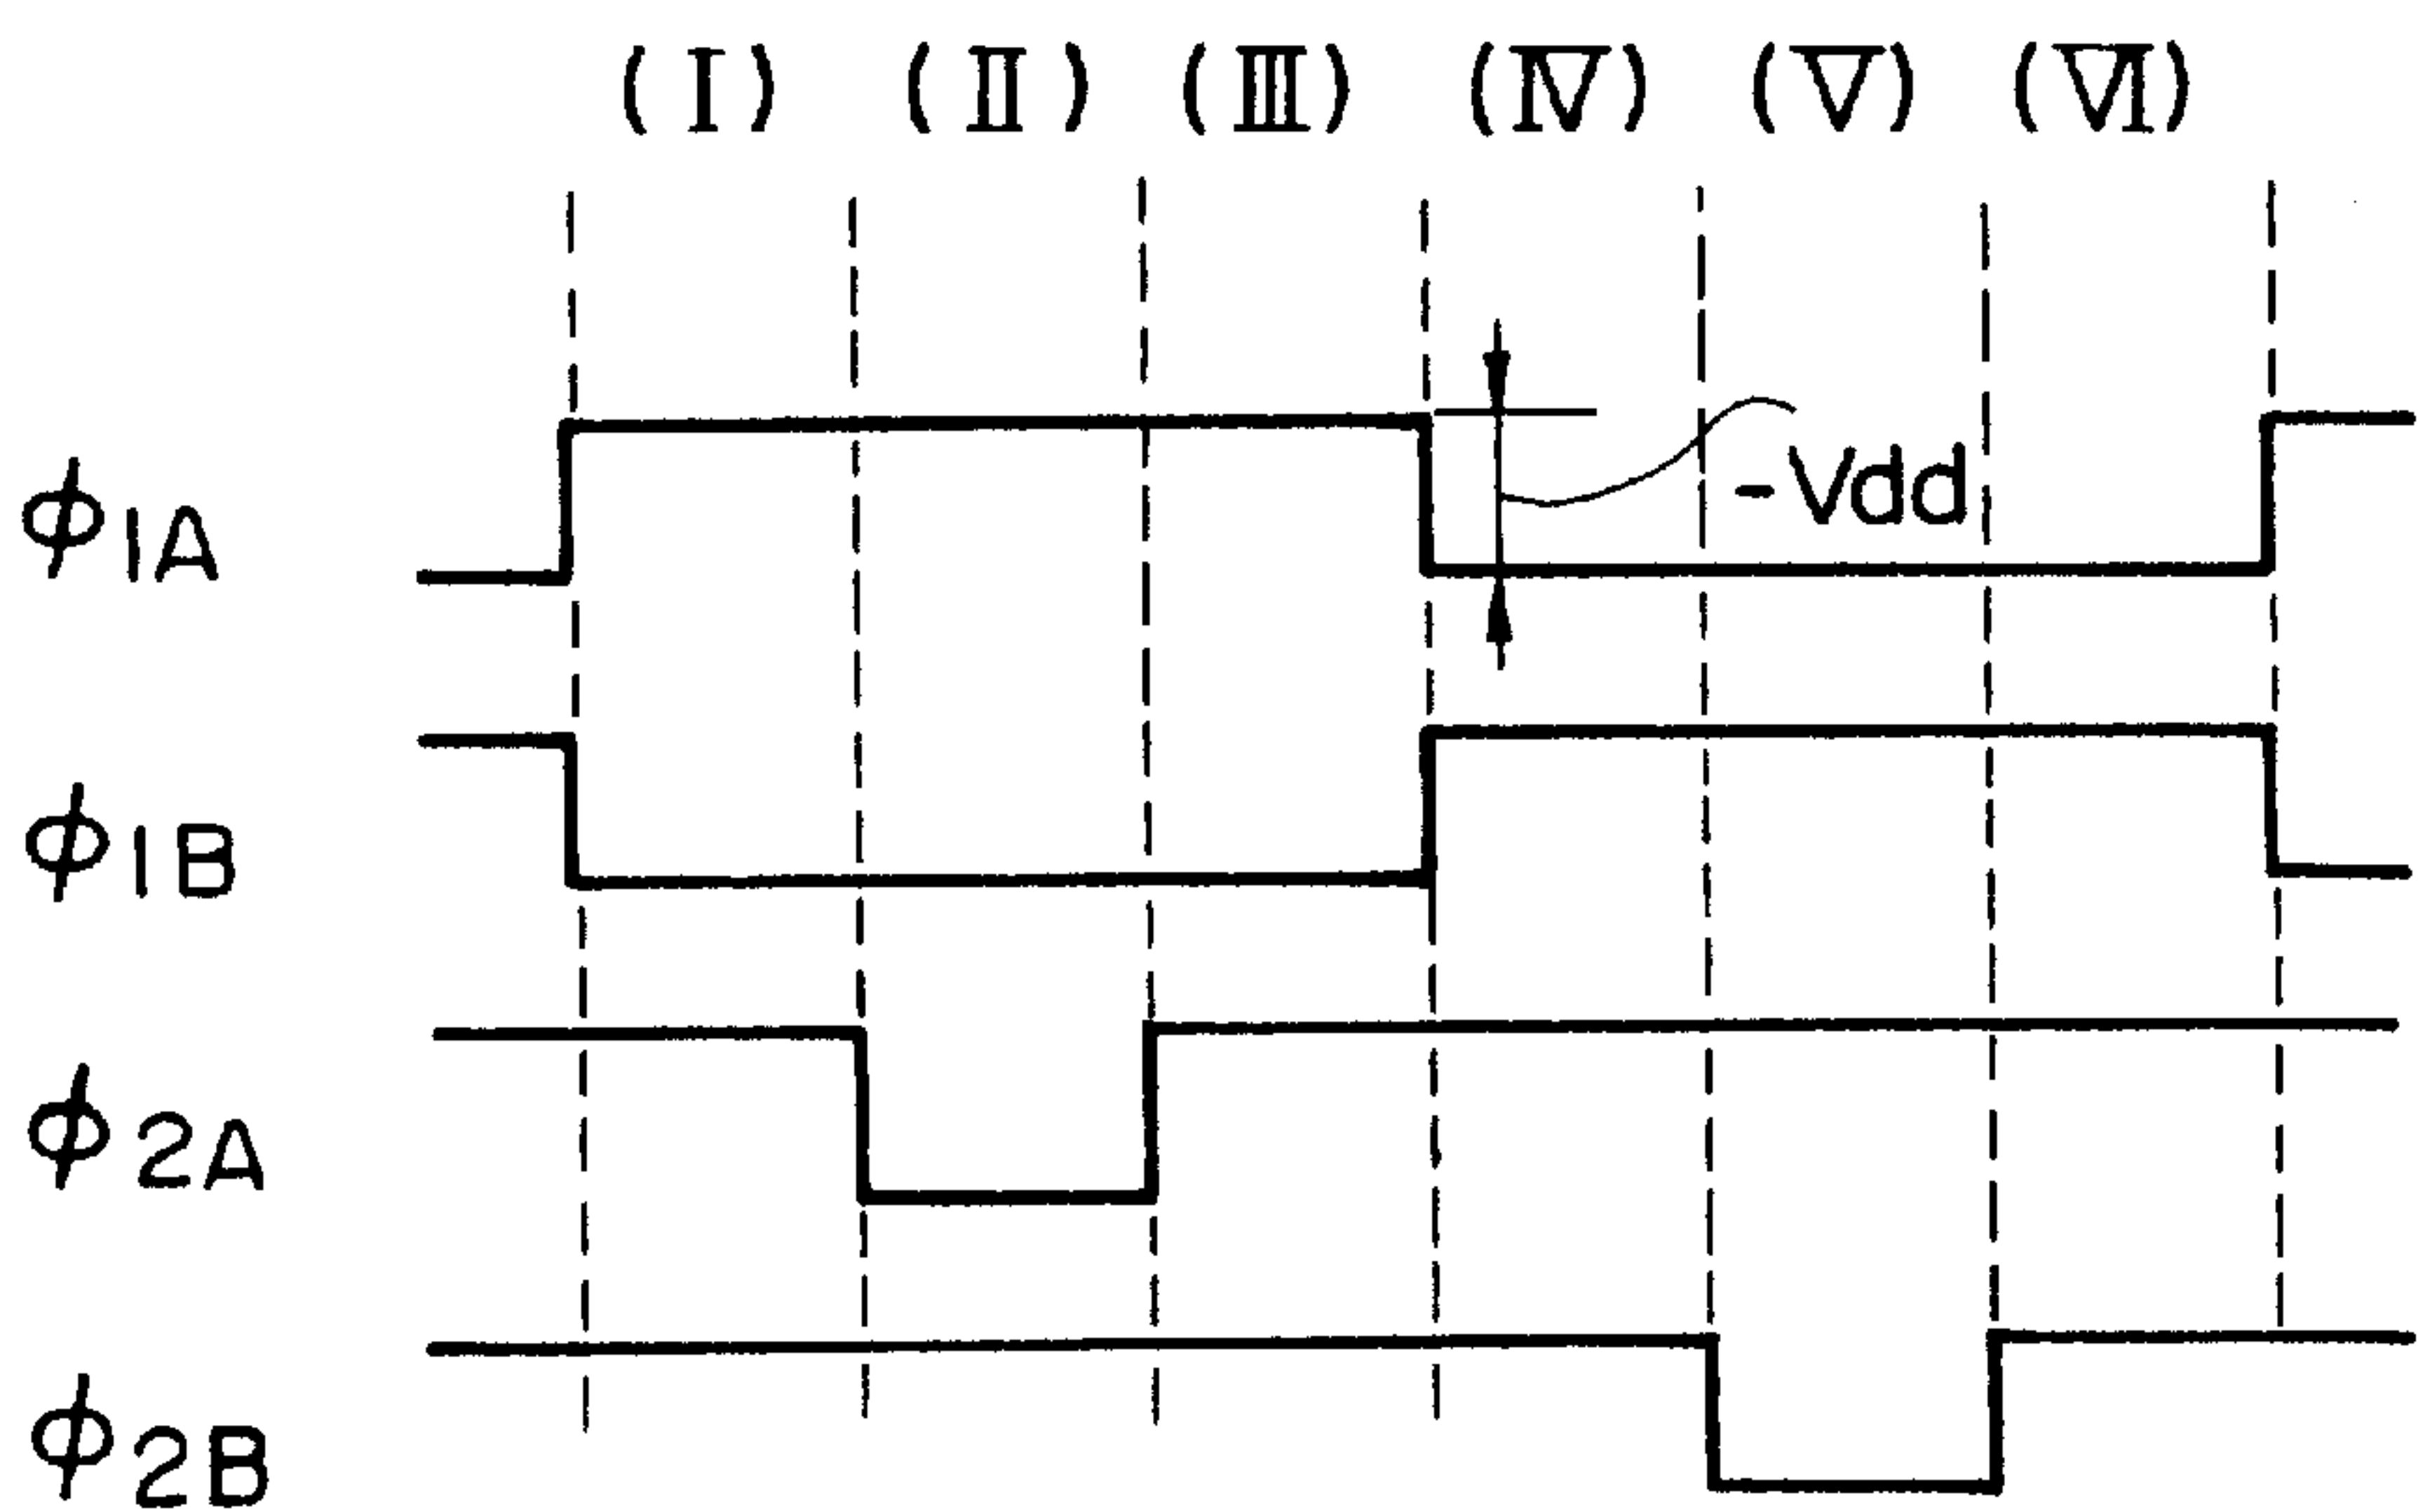 (I) (II) (III) (IV) (V) (VI)
-Vdd
ϕ1A
ϕ1B
ϕ2A
ϕ2B